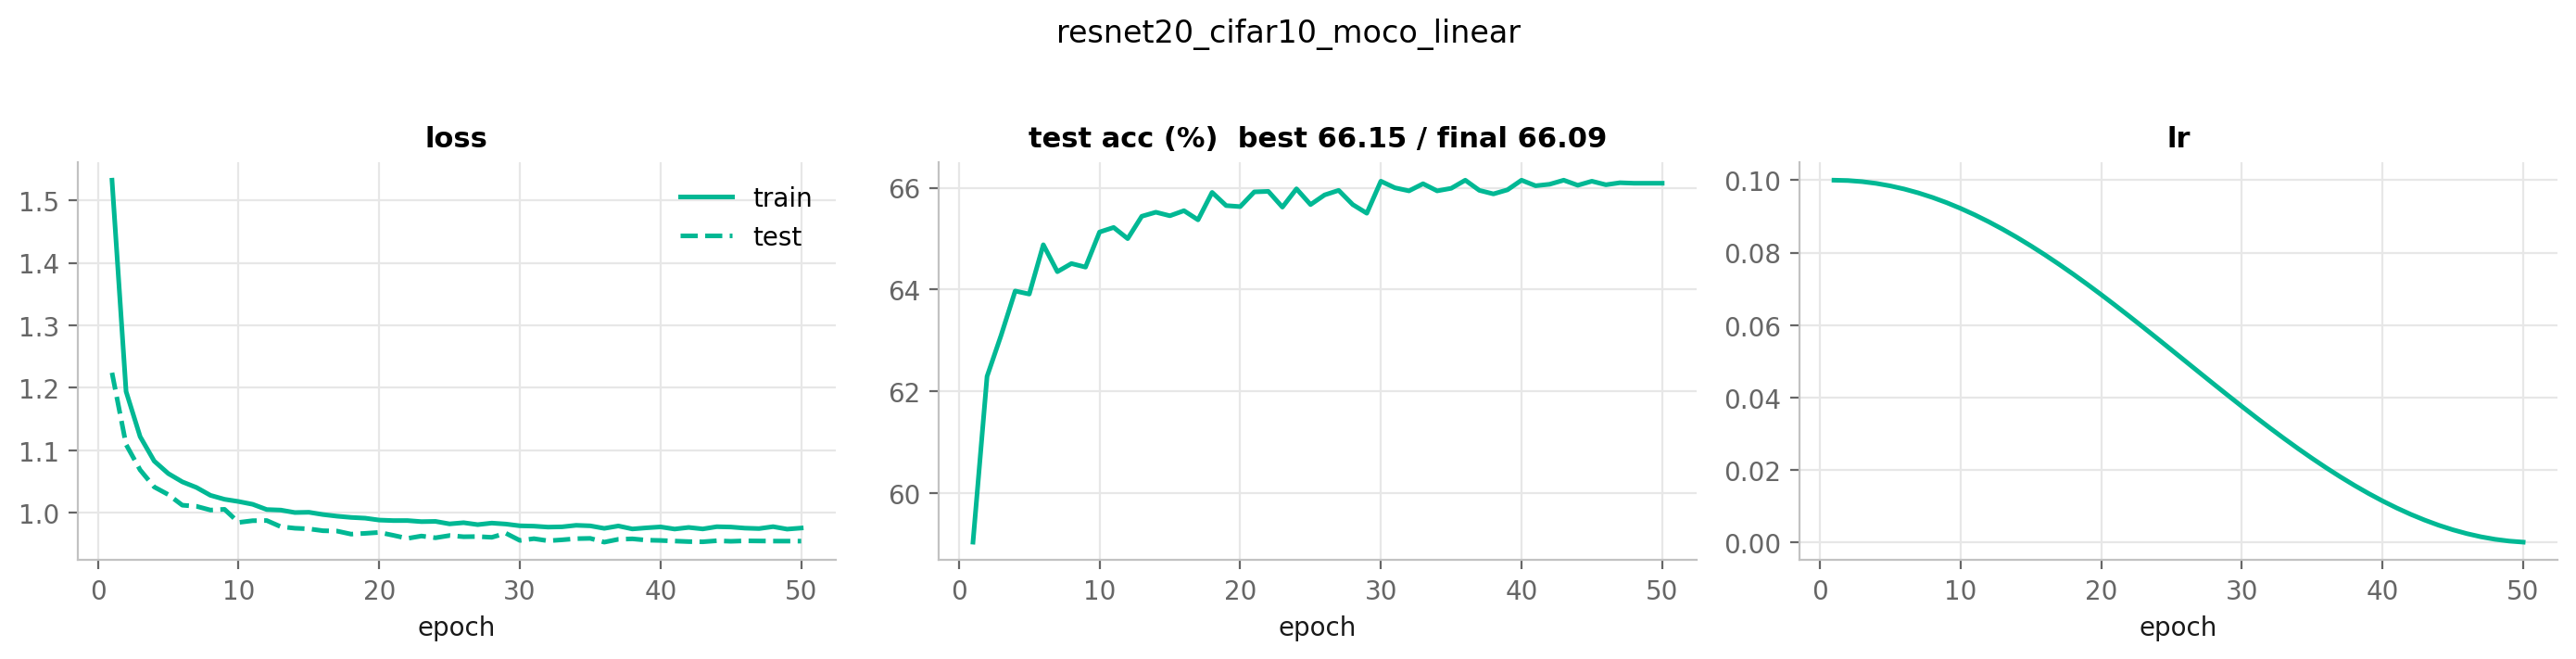 resnet20_cifar10_moco_linear
loss
1.5
1.4
1.3
1.2
1.1
1.0
train
test
0 10 20 30 40 50
epoch
test acc (%) best 66.15 / final 66.09
66
64
62
60
0 10 20 30 40 50
epoch
lr
0.10
0.08
0.06
0.04
0.02
0.00
0 10 20 30 40 50
epoch